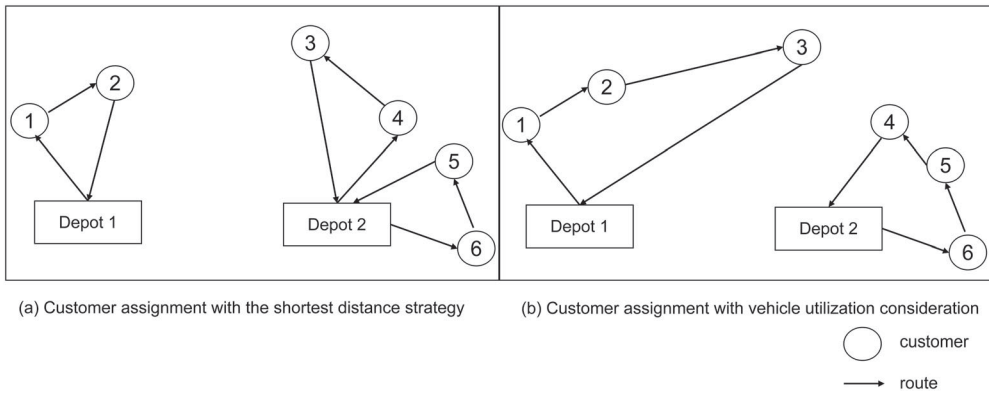 1
2
Depot 1
3
4
5
6
Depot 2
1
2
3
Depot 1
4
5
6
Depot 2
(a) Customer assignment with the shortest distance strategy
(b) Customer assignment with vehicle utilization consideration
customer
route